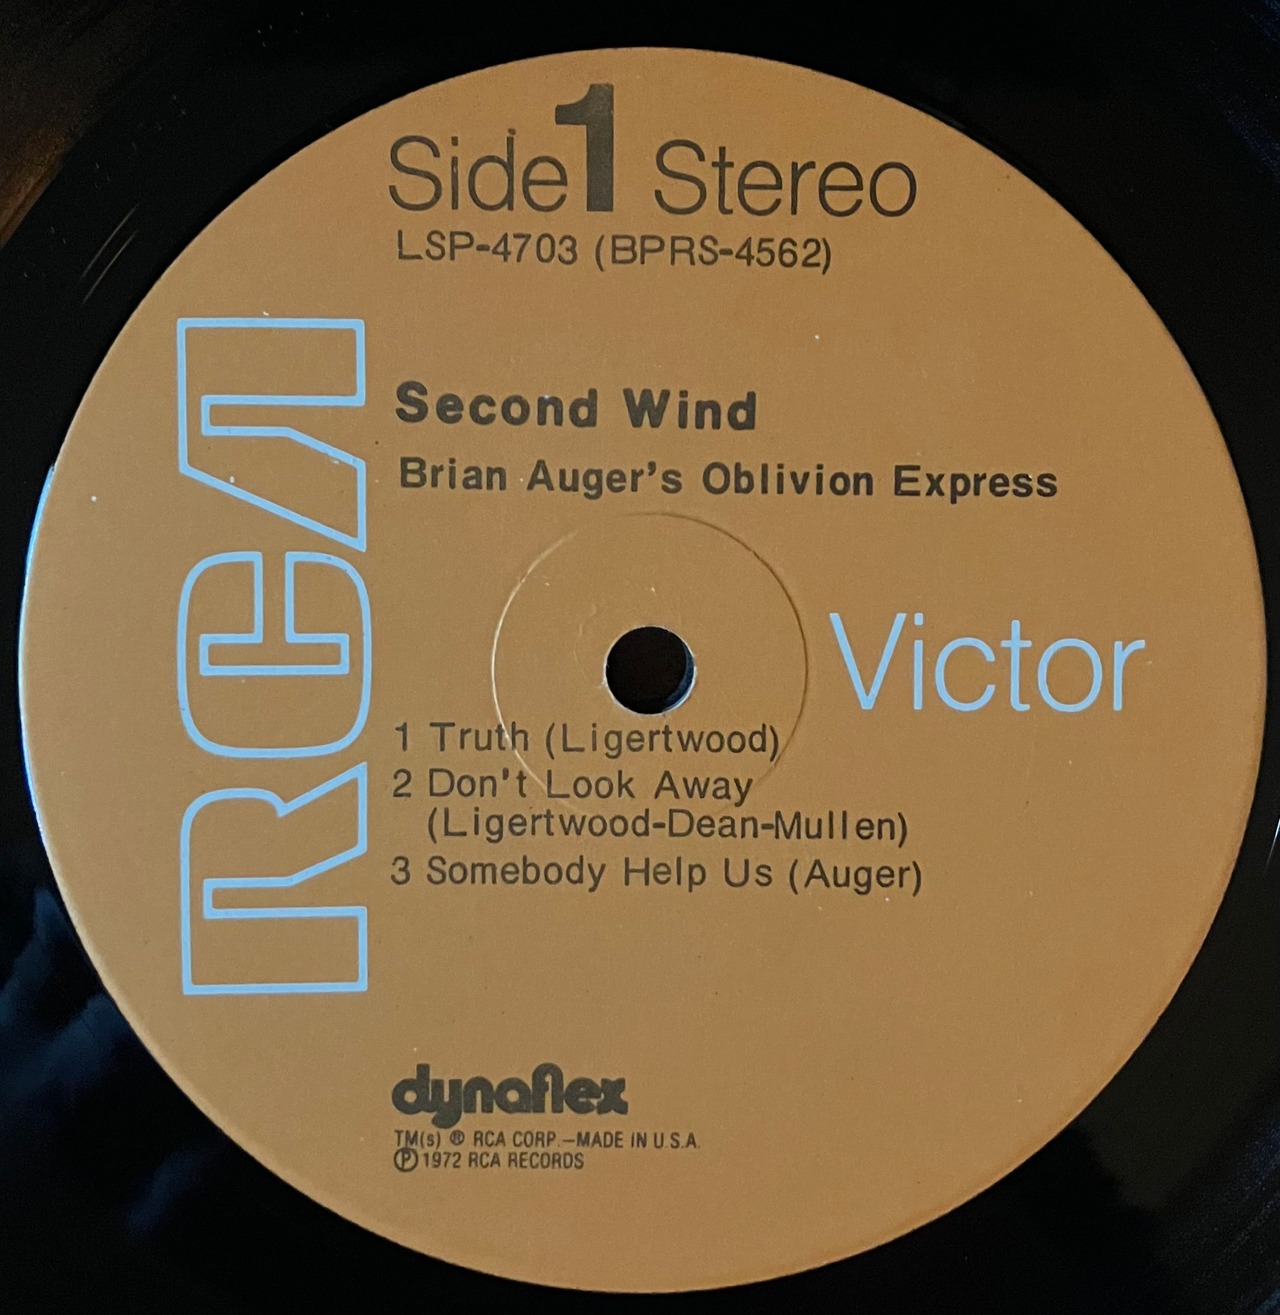 Side 1 Stereo
LSP-4703 (BPRS-4562)
RCA
Second Wind
Brian Auger's Oblivion Express
Victor
1 Truth (Ligertwood)
2 Don't Look Away
(Ligertwood-Dean-Mullen)
3 Somebody Help Us (Auger)
dynaflex
TM(s) ® RCA CORP.—MADE IN U.S.A.
℗ 1972 RCA RECORDS